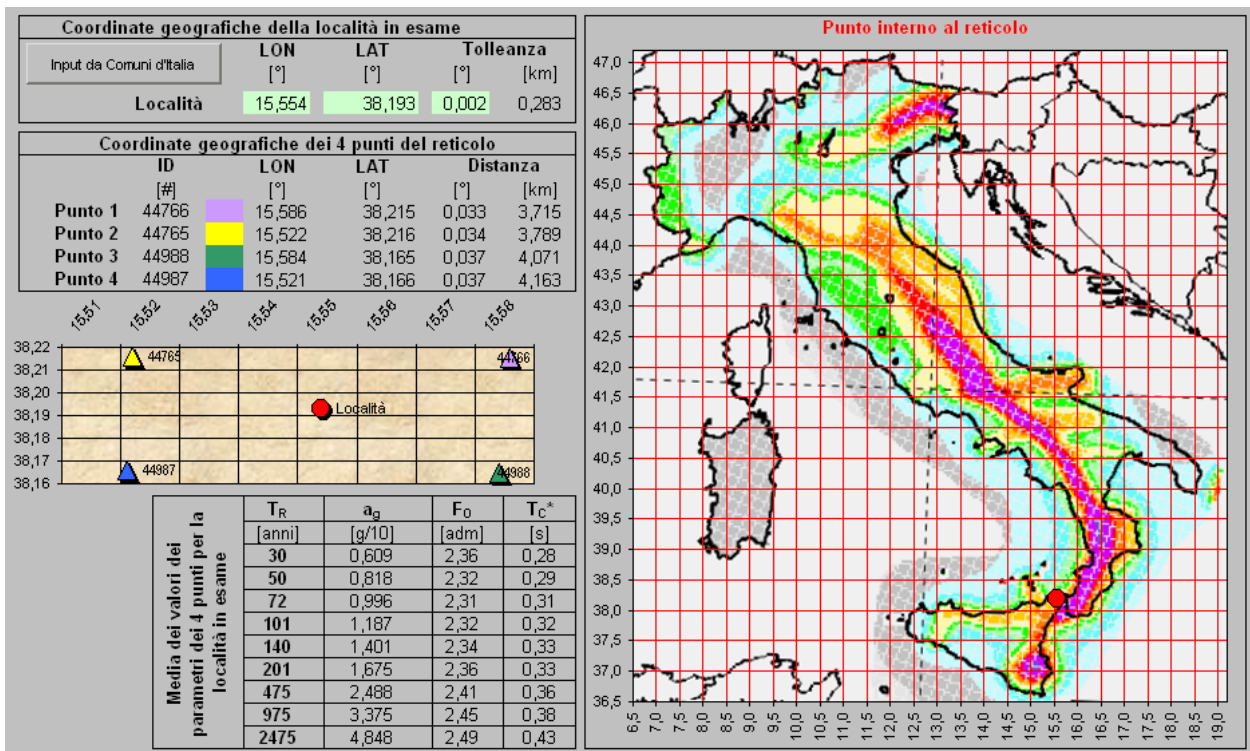 Coordinate geografiche della località in esame
Input da Comuni d'Italia
LON LAT Tolleanza
[°] [°] [°] [km]
Località 15,554 38,193 0,002 0,283
Coordinate geografiche dei 4 punti del reticolo
ID LON LAT Distanza
[#] [°] [°] [°] [km]
Punto 1 44766 15,586 38,215 0,033 3,715
Punto 2 44765 15,522 38,216 0,034 3,789
Punto 3 44988 15,584 38,165 0,037 4,071
Punto 4 44987 15,521 38,166 0,037 4,163
15,51 15,52 15,53 15,54 15,55 15,56 15,57 15,58
38,22
38,21
38,20
38,19
38,18
38,17
38,16
44765
44766
Località
44987
44988
Media dei valori dei parametri dei 4 punti per la località in esame
TR ag F0 TC*
[anni] [g/10] [adm] [s]
30 0,609 2,36 0,28
50 0,818 2,32 0,29
72 0,996 2,31 0,31
101 1,187 2,32 0,32
140 1,401 2,34 0,33
201 1,675 2,36 0,33
475 2,488 2,41 0,36
975 3,375 2,45 0,38
2475 4,848 2,49 0,43
Punto interno al reticolo
47,0
46,5
46,0
45,5
45,0
44,5
44,0
43,5
43,0
42,5
42,0
41,5
41,0
40,5
40,0
39,5
39,0
38,5
38,0
37,5
37,0
36,5
6,5 7,0 7,5 8,0 8,5 9,0 9,5 10,0 10,5 11,0 11,5 12,0 12,5 13,0 13,5 14,0 14,5 15,0 15,5 16,0 16,5 17,0 17,5 18,0 18,5 19,0